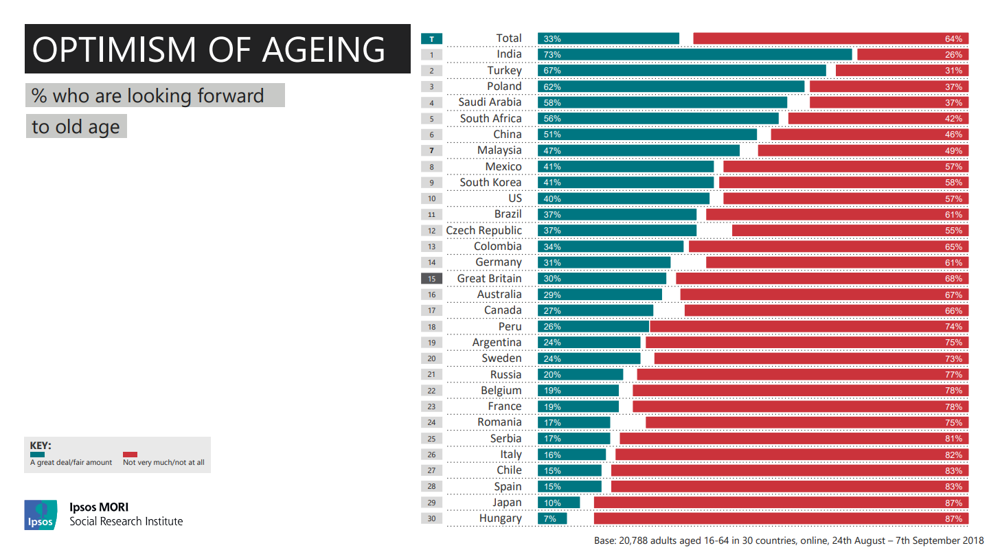 OPTIMISM OF AGEING
% who are looking forward
to old age
T Total 33% 64%
1 India 73% 26%
2 Turkey 67% 31%
3 Poland 62% 37%
4 Saudi Arabia 58% 37%
5 South Africa 56% 42%
6 China 51% 46%
7 Malaysia 47% 49%
8 Mexico 41% 57%
9 South Korea 41% 58%
10 US 40% 57%
11 Brazil 37% 61%
12 Czech Republic 37% 55%
13 Colombia 34% 65%
14 Germany 31% 61%
15 Great Britain 30% 68%
16 Australia 29% 67%
17 Canada 27% 66%
18 Peru 26% 74%
19 Argentina 24% 75%
20 Sweden 24% 73%
21 Russia 20% 77%
22 Belgium 19% 78%
23 France 19% 78%
24 Romania 17% 75%
25 Serbia 17% 81%
26 Italy 16% 82%
27 Chile 15% 83%
28 Spain 15% 83%
29 Japan 10% 87%
30 Hungary 7% 87%
KEY:
A great deal/fair amount Not very much/not at all
Ipsos
Ipsos MORI
Social Research Institute
Base: 20,788 adults aged 16-64 in 30 countries, online, 24th August – 7th September 2018